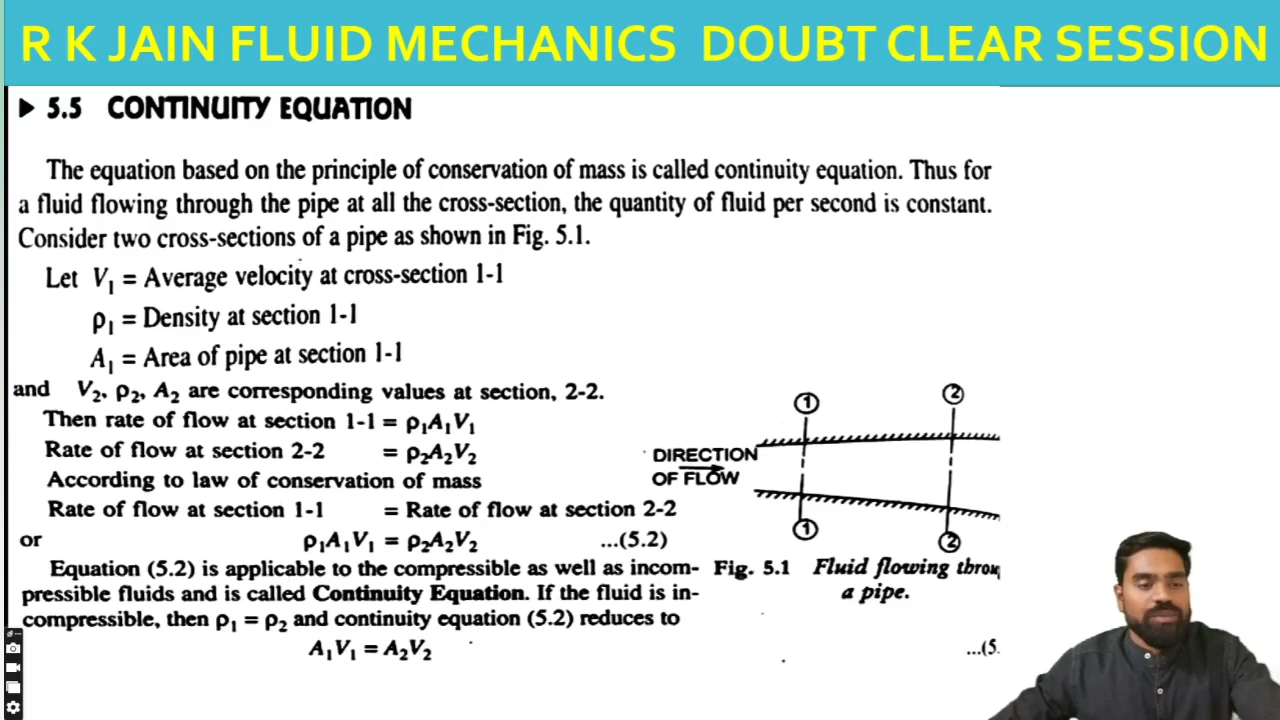 R K JAIN FLUID MECHANICS DOUBT CLEAR SESSION
▶ 5.5 CONTINUITY EQUATION
The equation based on the principle of conservation of mass is called continuity equation. Thus for
a fluid flowing through the pipe at all the cross-section, the quantity of fluid per second is constant.
Consider two cross-sections of a pipe as shown in Fig. 5.1.
Let V₁ = Average velocity at cross-section 1-1
ρ₁ = Density at section 1-1
A₁ = Area of pipe at section 1-1
and V₂, ρ₂, A₂ are corresponding values at section, 2-2.
Then rate of flow at section 1-1 = ρ₁A₁V₁
Rate of flow at section 2-2 = ρ₂A₂V₂
According to law of conservation of mass
Rate of flow at section 1-1 = Rate of flow at section 2-2
or ρ₁A₁V₁ = ρ₂A₂V₂ ...(5.2)
Equation (5.2) is applicable to the compressible as well as incom-
pressible fluids and is called Continuity Equation. If the fluid is in-
compressible, then ρ₁ = ρ₂ and continuity equation (5.2) reduces to
A₁V₁ = A₂V₂ ...(5.
① ②
DIRECTION
OF FLOW
① ②
Fig. 5.1 Fluid flowing throu
a pipe.